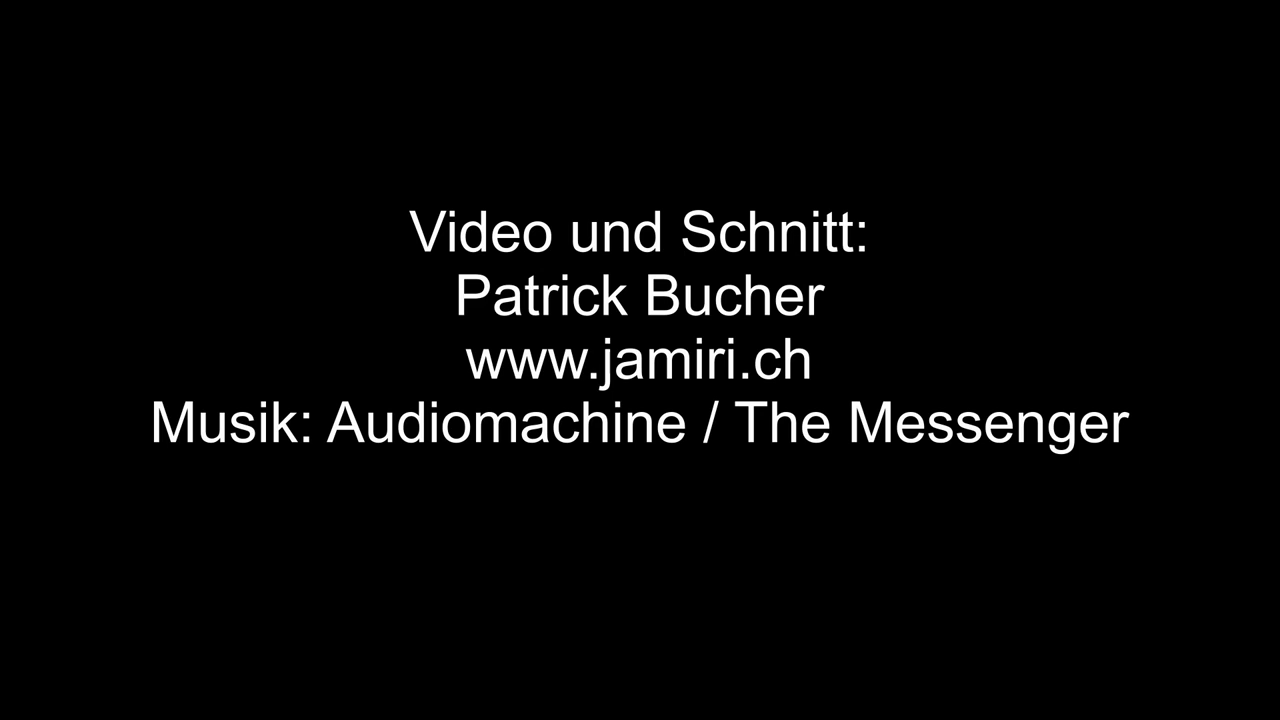 Video und Schnitt:
Patrick Bucher
www.jamiri.ch
Musik: Audiomachine / The Messenger